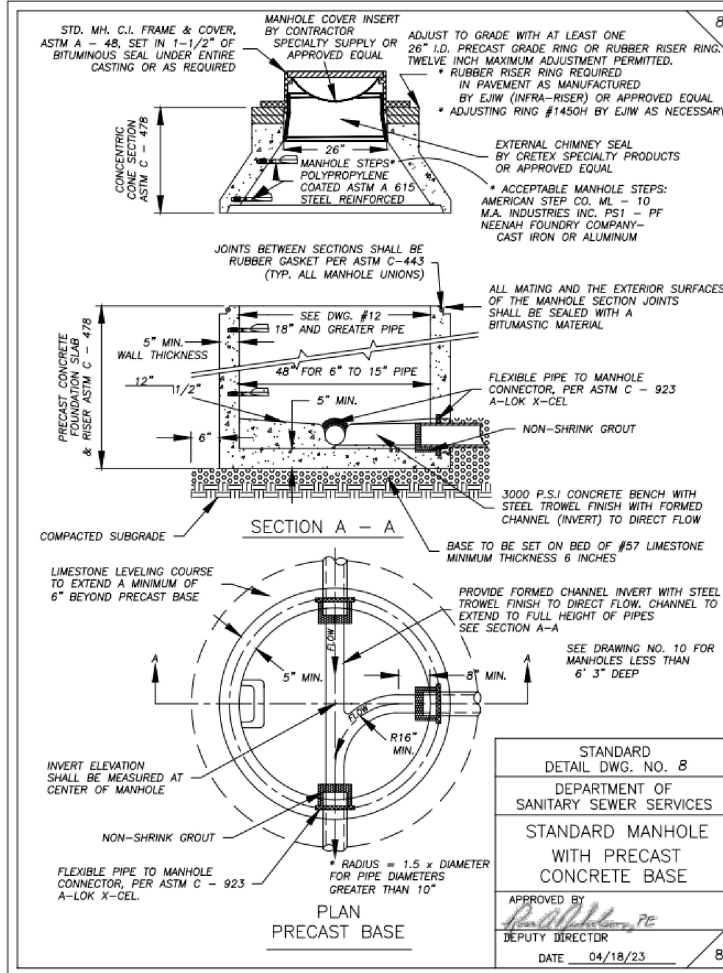 8
STD. MH. C.I. FRAME & COVER,
ASTM A - 48, SET IN 1-1/2" OF
BITUMINOUS SEAL UNDER ENTIRE
CASTING OR AS REQUIRED
MANHOLE COVER INSERT
BY CONTRACTOR
SPECIALTY SUPPLY OR
APPROVED EQUAL
ADJUST TO GRADE WITH AT LEAST ONE
26" I.D. PRECAST GRADE RING OR RUBBER RISER RING.
TWELVE INCH MAXIMUM ADJUSTMENT PERMITTED.
* RUBBER RISER RING REQUIRED
IN PAVEMENT AS MANUFACTURED
BY EJIW (INFRA-RISER) OR APPROVED EQUAL
* ADJUSTING RING #1450H BY EJIW AS NECESSARY
CONCENTRIC
CONE SECTION
ASTM C - 478
26"
MANHOLE STEPS*
POLYPROPYLENE
COATED ASTM A 615
STEEL REINFORCED
EXTERNAL CHIMNEY SEAL
BY CRETEX SPECIALTY PRODUCTS
OR APPROVED EQUAL
* ACCEPTABLE MANHOLE STEPS:
AMERICAN STEP CO. ML - 10
M.A. INDUSTRIES INC. PS1 - PF
NEENAH FOUNDRY COMPANY-
CAST IRON OR ALUMINUM
JOINTS BETWEEN SECTIONS SHALL BE
RUBBER GASKET PER ASTM C-443
(TYP. ALL MANHOLE UNIONS)
ALL MATING AND THE EXTERIOR SURFACES
OF THE MANHOLE SECTION JOINTS
SHALL BE SEALED WITH A
BITUMASTIC MATERIAL
PRECAST CONCRETE
FOUNDATION SLAB
& RISER ASTM C - 478
5" MIN.
WALL THICKNESS
SEE DWG. #12
18" AND GREATER PIPE
48" FOR 6" TO 15" PIPE
12"
1/2"
5" MIN.
6"
FLEXIBLE PIPE TO MANHOLE
CONNECTOR, PER ASTM C - 923
A-LOK X-CEL
NON-SHRINK GROUT
3000 P.S.I CONCRETE BENCH WITH
STEEL TROWEL FINISH WITH FORMED
CHANNEL (INVERT) TO DIRECT FLOW
COMPACTED SUBGRADE
SECTION A - A
BASE TO BE SET ON BED OF #57 LIMESTONE
MINIMUM THICKNESS 6 INCHES
LIMESTONE LEVELING COURSE
TO EXTEND A MINIMUM OF
6" BEYOND PRECAST BASE
PROVIDE FORMED CHANNEL INVERT WITH STEEL
TROWEL FINISH TO DIRECT FLOW. CHANNEL TO
EXTEND TO FULL HEIGHT OF PIPES
SEE SECTION A-A
SEE DRAWING NO. 10 FOR
MANHOLES LESS THAN
6' 3" DEEP
A
A
FLOW
5" MIN.
8" MIN.
FLOW
R16"
MIN.
INVERT ELEVATION
SHALL BE MEASURED AT
CENTER OF MANHOLE
NON-SHRINK GROUT
FLEXIBLE PIPE TO MANHOLE
CONNECTOR, PER ASTM C - 923
A-LOK X-CEL.
* RADIUS = 1.5 x DIAMETER
FOR PIPE DIAMETERS
GREATER THAN 10"
PLAN
PRECAST BASE
STANDARD
DETAIL DWG. NO. 8
DEPARTMENT OF
SANITARY SEWER SERVICES
STANDARD MANHOLE
WITH PRECAST
CONCRETE BASE
APPROVED BY
PE
DEPUTY DIRECTOR
DATE 04/18/23
8